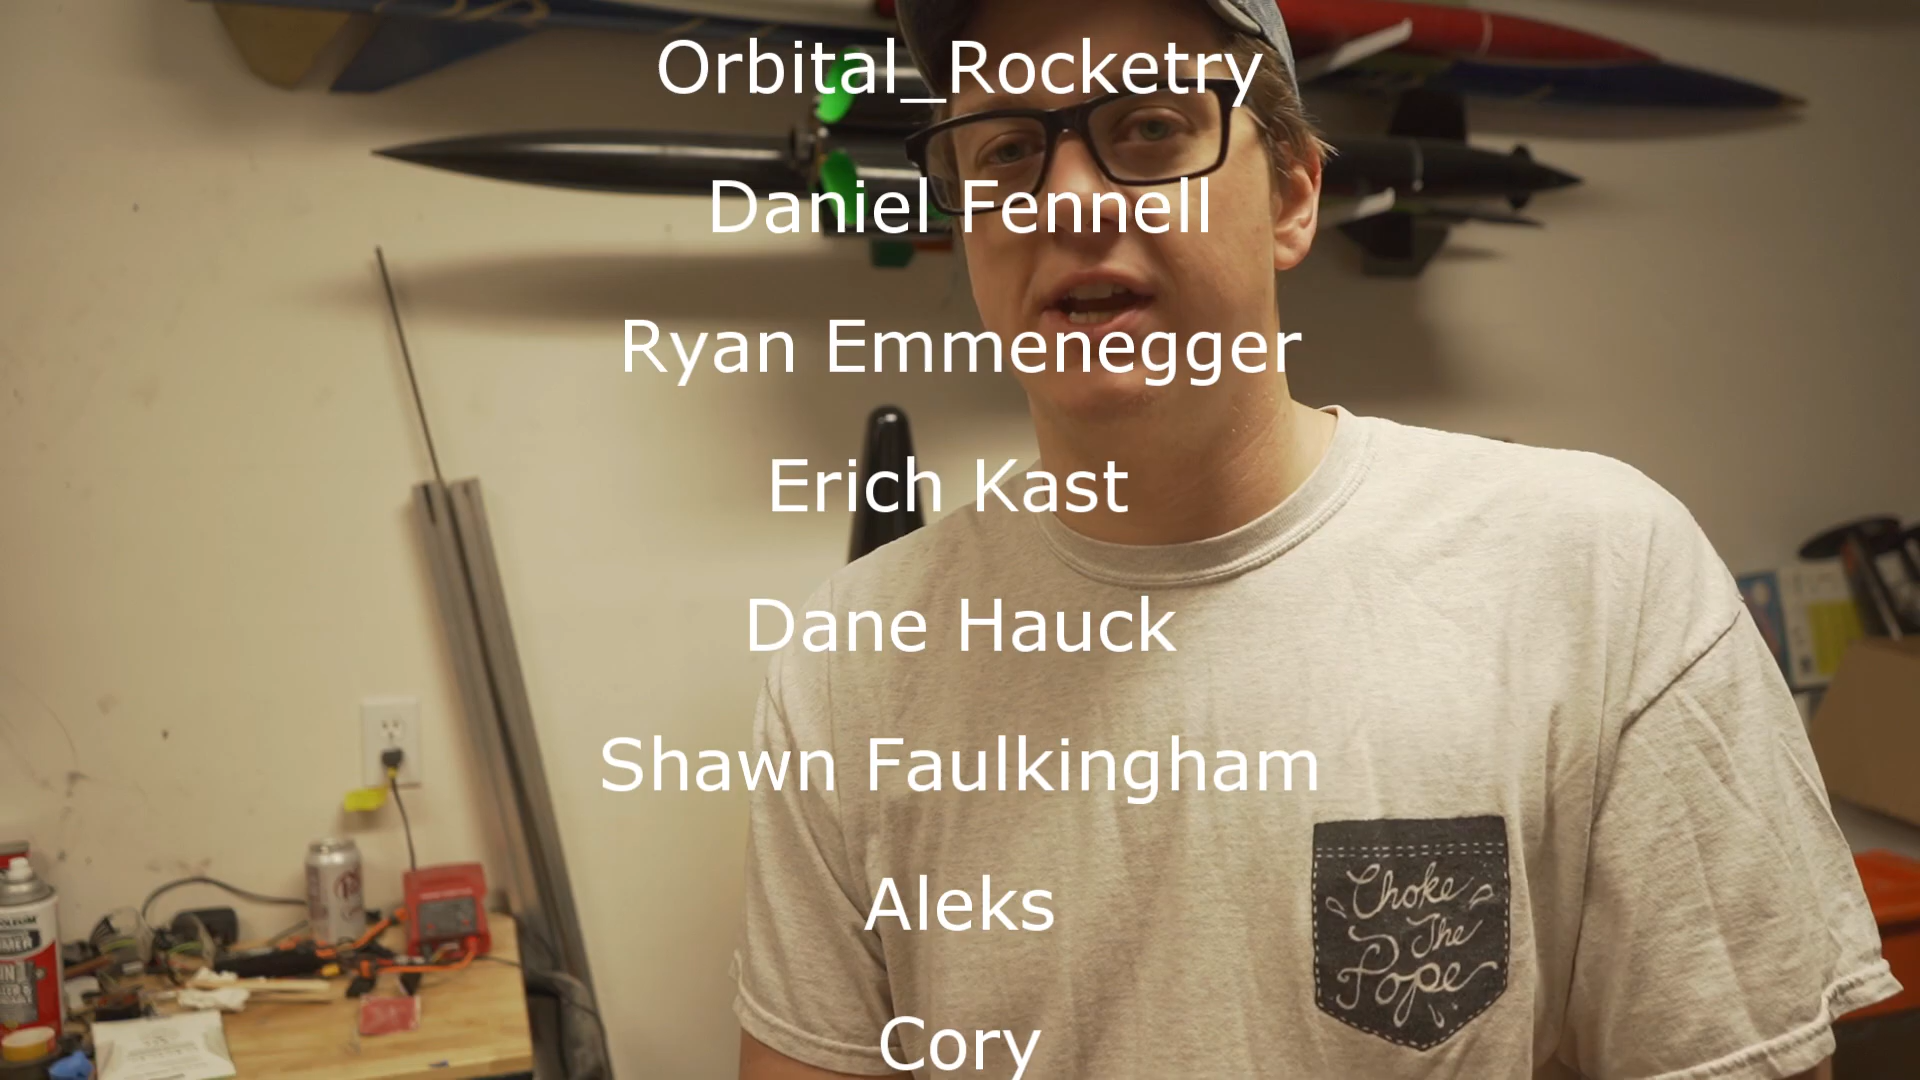 Orbital_Rocketry
Daniel Fennell
Ryan Emmenegger
Erich Kast
Dane Hauck
Shawn Faulkingham
Aleks
Cory
Choke
The
Pope